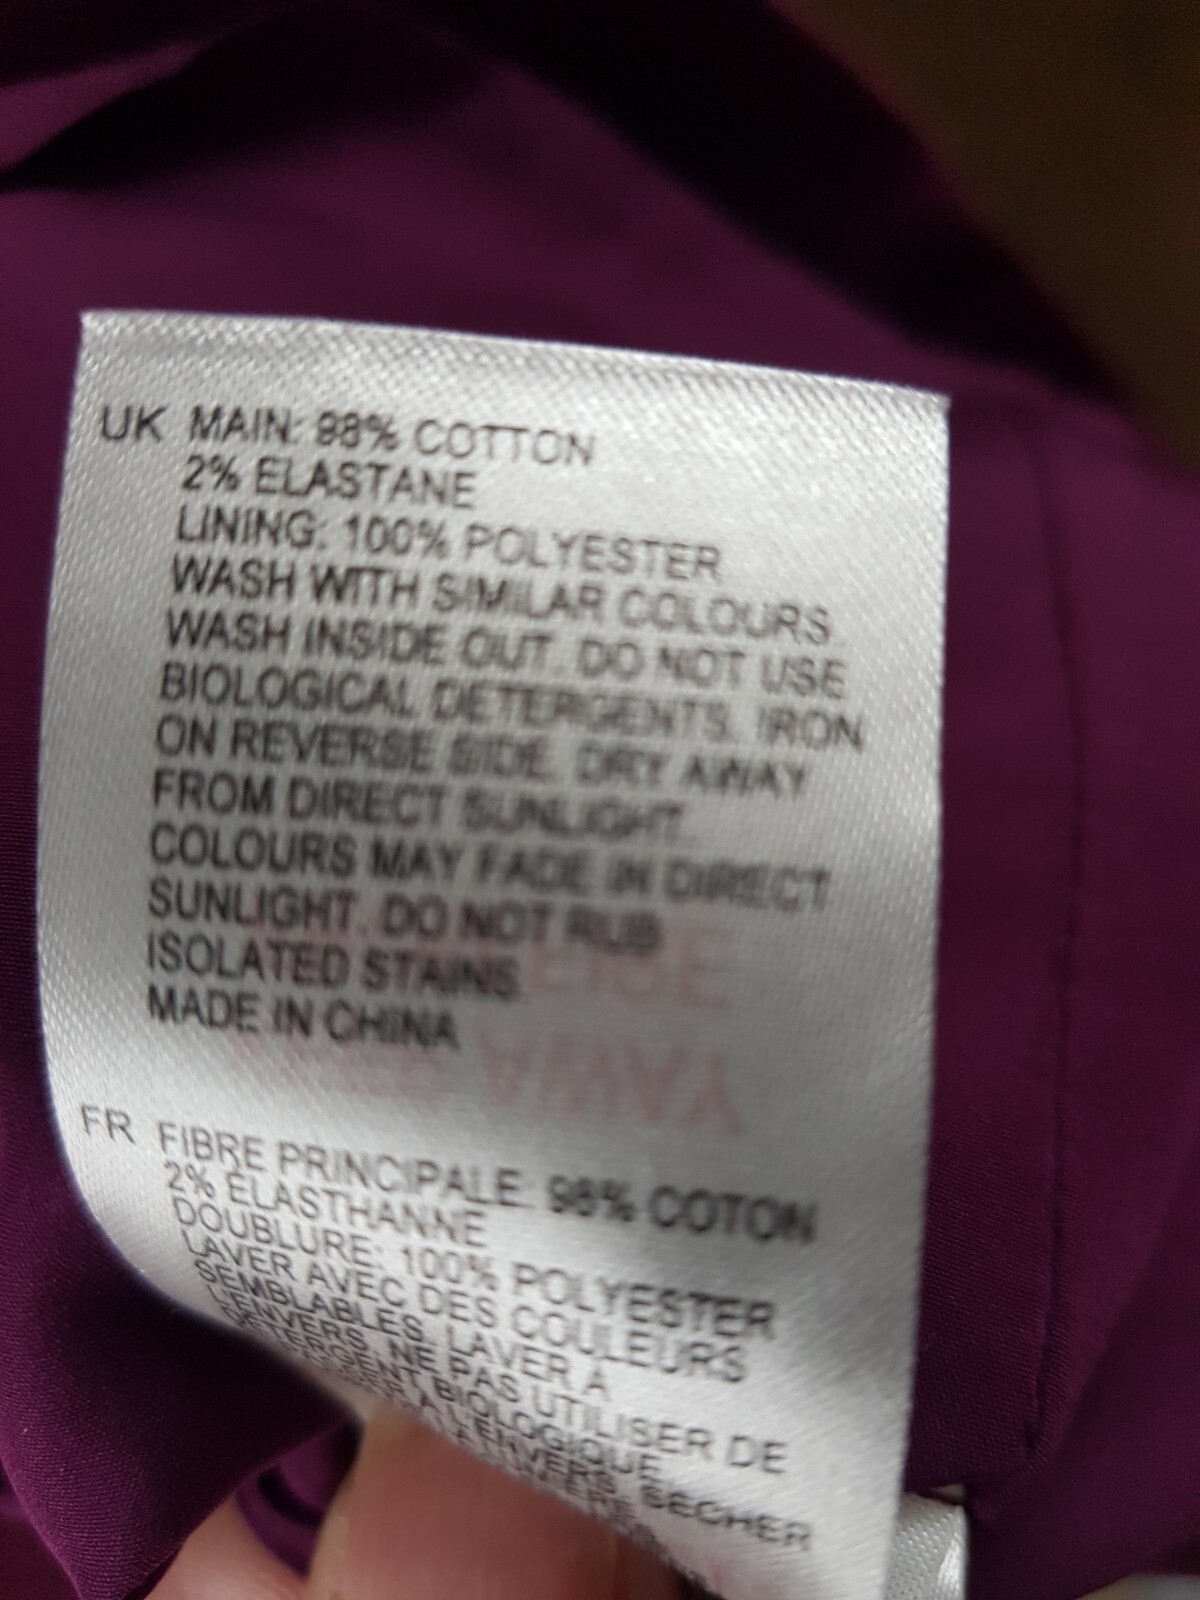 UK MAIN: 98% COTTON
2% ELASTANE
LINING: 100% POLYESTER
WASH WITH SIMILAR COLOURS.
WASH INSIDE OUT. DO NOT USE
BIOLOGICAL DETERGENTS. IRON
ON REVERSE SIDE. DRY AWAY
FROM DIRECT SUNLIGHT.
COLOURS MAY FADE IN DIRECT
SUNLIGHT. DO NOT RUB
ISOLATED STAINS.
MADE IN CHINA
FR FIBRE PRINCIPALE: 98% COTON
2% ÉLASTHANNE
DOUBLURE: 100% POLYESTER
LAVER AVEC DES COULEURS
SEMBLABLES. LAVER À
L'ENVERS. NE PAS UTILISER DE
DÉTERGENT BIOLOGIQUE.
À L'ENVERS. SÉCHER